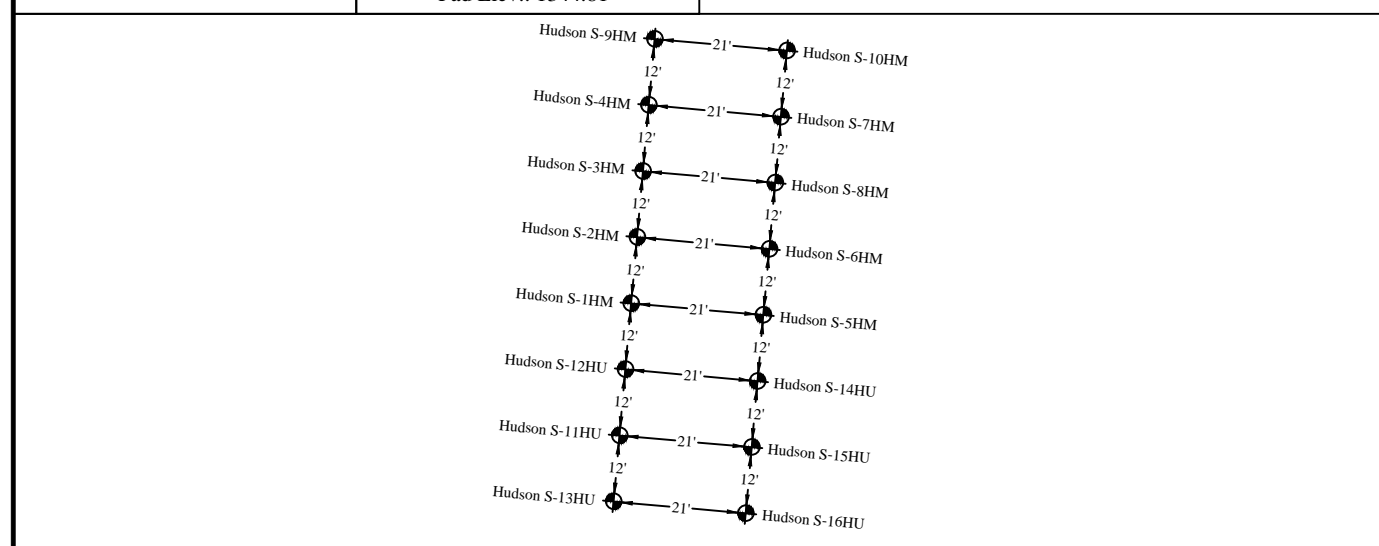 Hudson S-9HM 21' Hudson S-10HM
12' 12'
Hudson S-4HM 21' Hudson S-7HM
12' 12'
Hudson S-3HM 21' Hudson S-8HM
12' 12'
Hudson S-2HM 21' Hudson S-6HM
12' 12'
Hudson S-1HM 21' Hudson S-5HM
12' 12'
Hudson S-12HU 21' Hudson S-14HU
12' 12'
Hudson S-11HU 21' Hudson S-15HU
12' 12'
Hudson S-13HU 21' Hudson S-16HU